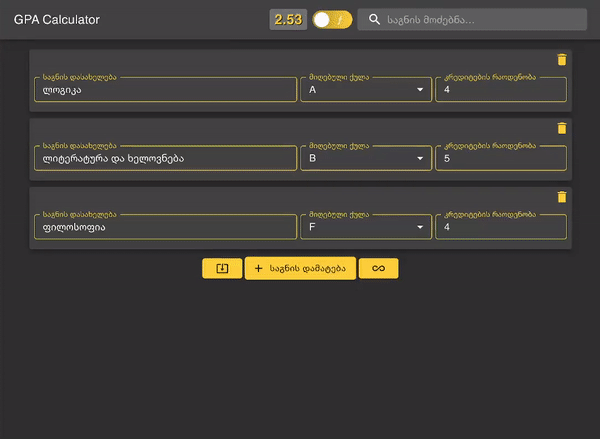 GPA Calculator
2.53
ƒ
საგნის მოძებნა...
საგნის დასახელება
მიღებული ქულა
კრედიტების რაოდენობა
ლოგიკა
A
4
საგნის დასახელება
მიღებული ქულა
კრედიტების რაოდენობა
ლიტერატურა და ხელოვნება
B
5
საგნის დასახელება
მიღებული ქულა
კრედიტების რაოდენობა
ფილოსოფია
F
4
+ საგნის დამატება